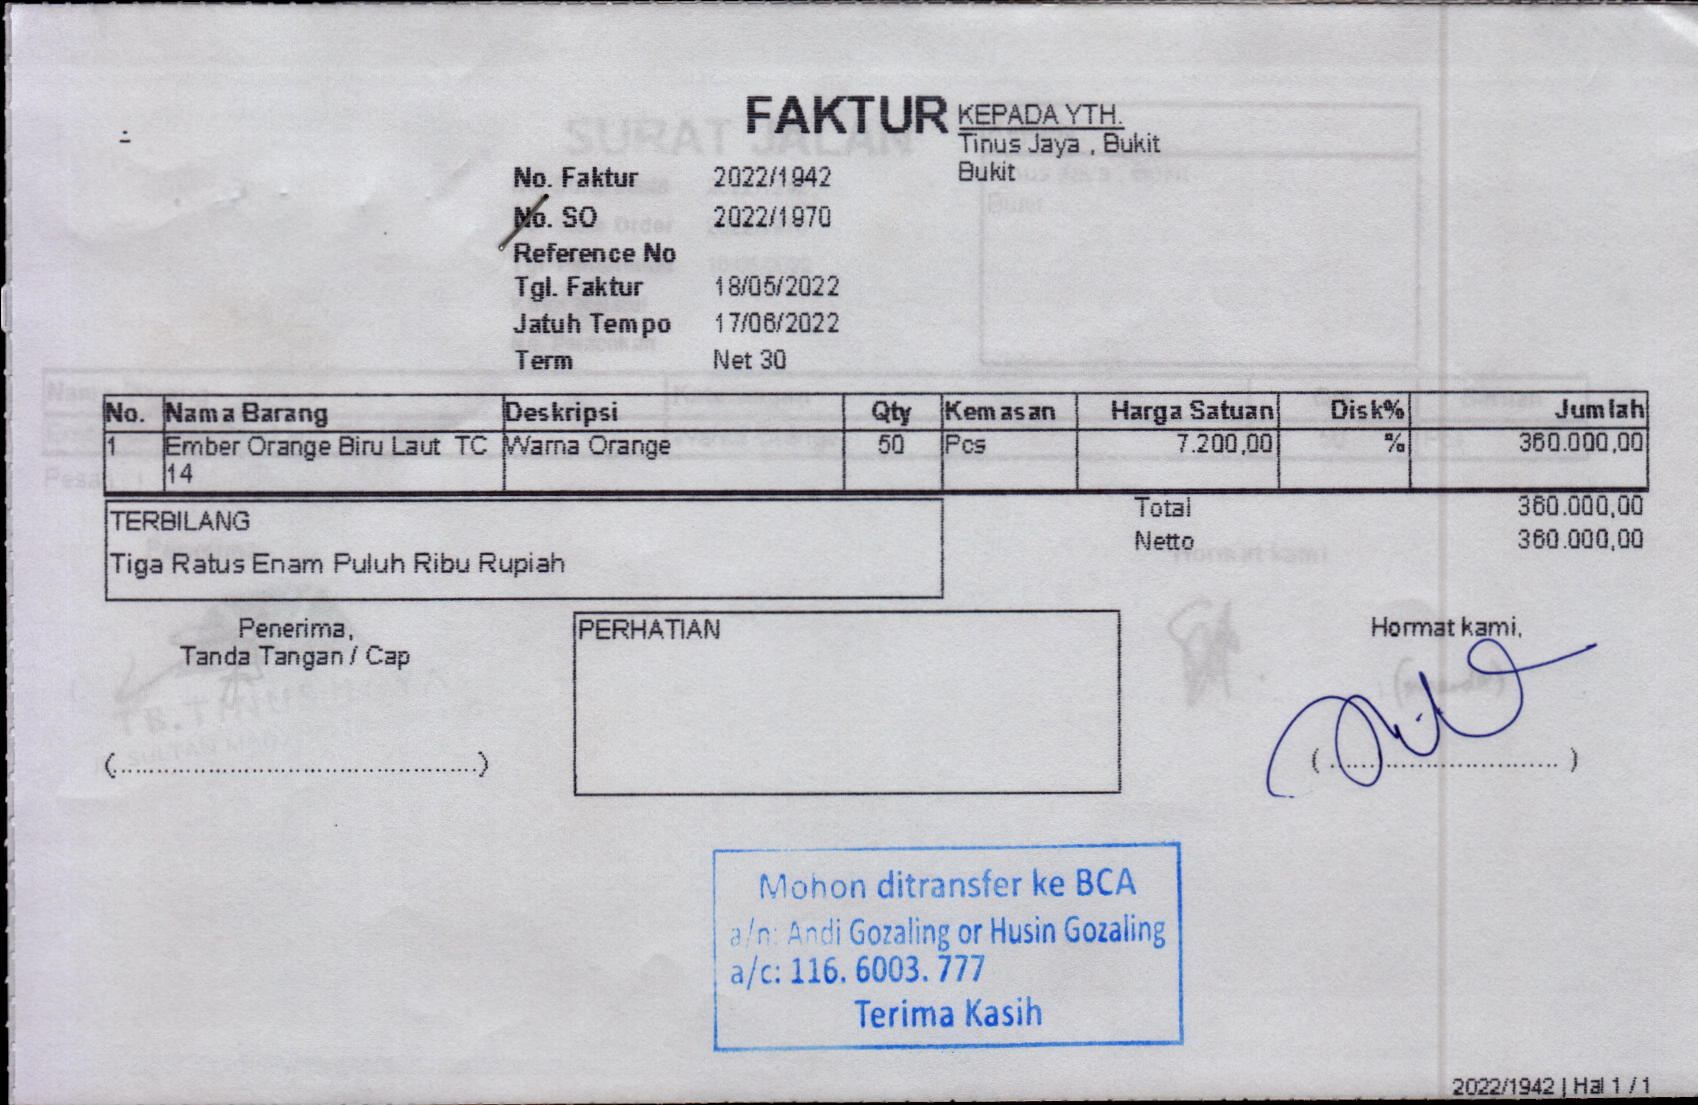 FAKTUR
KEPADA YTH.
Tinus Jaya , Bukit
Bukit
No. Faktur 2022/1942
No. SO 2022/1970
Reference No
Tgl. Faktur 18/05/2022
Jatuh Tempo 17/06/2022
Term Net 30
No. Nama Barang Deskripsi Qty Kemasan Harga Satuan Disk% Jumlah
1 Ember Orange Biru Laut TC Warna Orange 50 Pcs 7.200,00 % 360.000,00
14
Total 360.000,00
TERBILANG
Netto 360.000,00
Tiga Ratus Enam Puluh Ribu Rupiah
Penerima,
Tanda Tangan / Cap
PERHATIAN
Hormat kami,
(..............................................)
( ............................. )
Mohon ditransfer ke BCA
a/n: Andi Gozaling or Husin Gozaling
a/c: 116. 6003. 777
Terima Kasih
2022/1942 | Hal 1 / 1